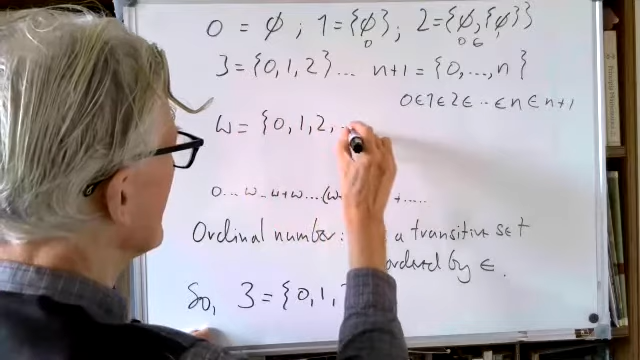 0 = ϕ ; 1 = {ϕ} ; 2 = {ϕ,{ϕ}}
0 0 ∈
3 = {0,1,2} ... n+1 = {0,...,n}
0∈1∈2∈ ··∈n∈n+1
ω = {0,1,2,..
0... ω .. ω+ω ... (ω + .....
Ordinal number: a transitive set
ordered by ∈.
So, 3 = {0,1,